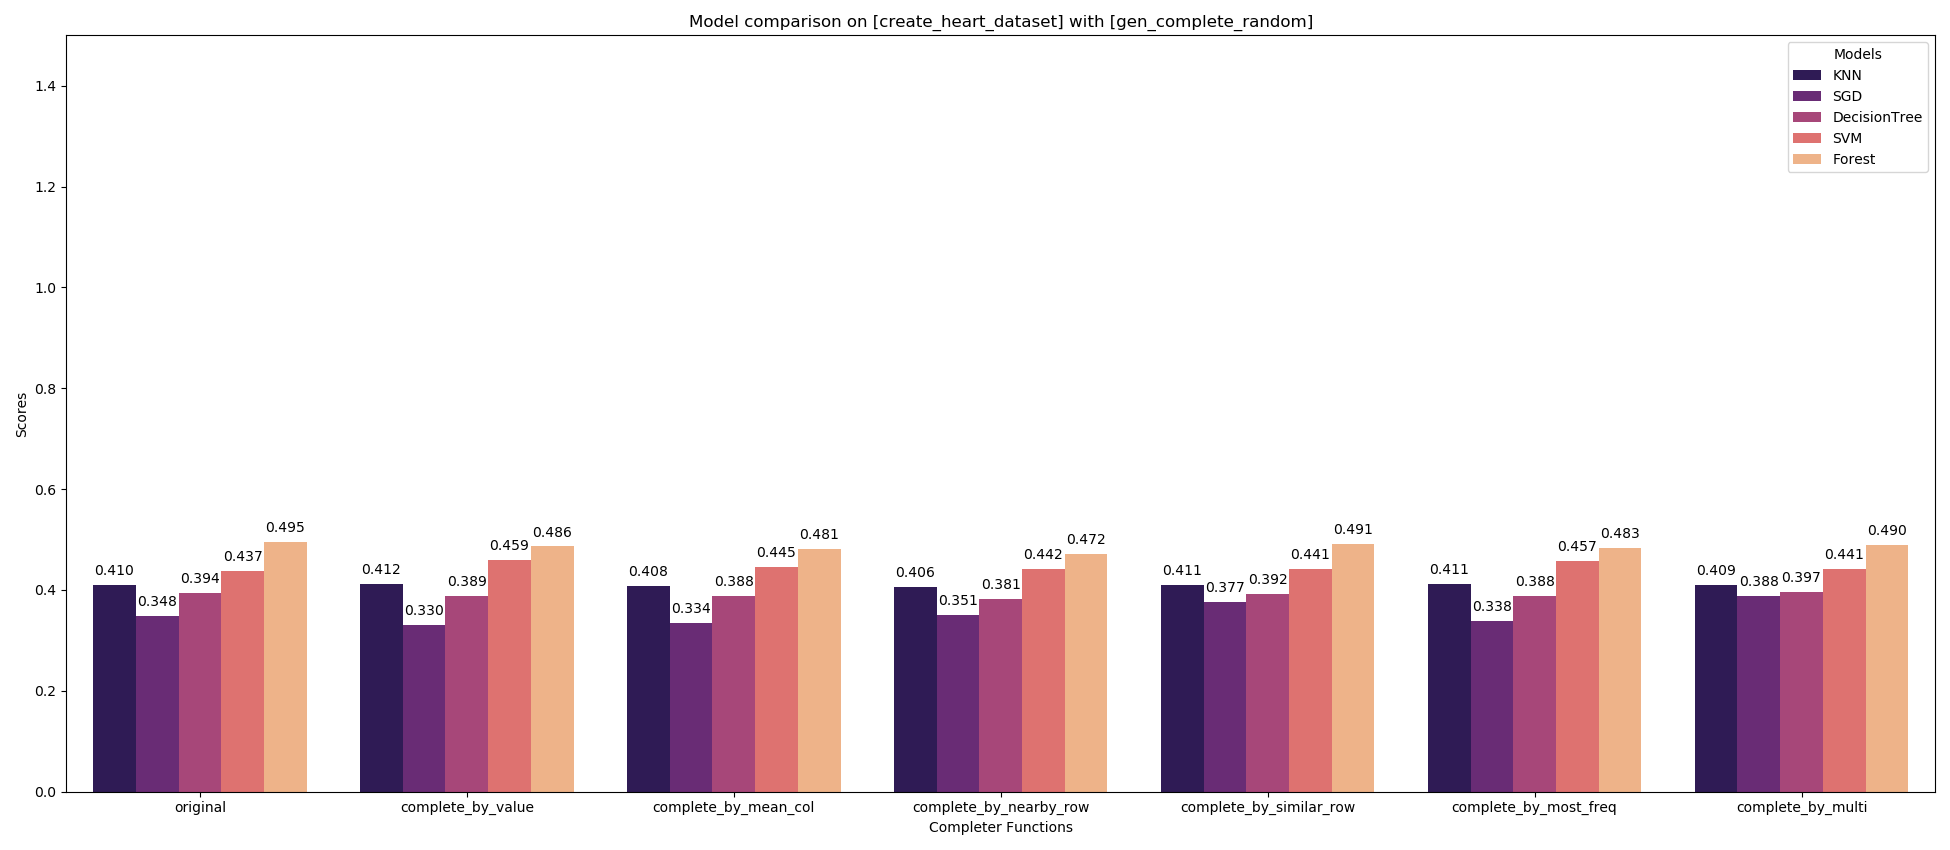 Model comparison on [create_heart_dataset] with [gen_complete_random]
Models
KNN
SGD
DecisionTree
SVM
Forest
Scores
1.4
1.2
1.0
0.8
0.6
0.4
0.2
0.0
0.410 0.348 0.394 0.437 0.495
0.412 0.330 0.389 0.459 0.486
0.408 0.334 0.388 0.445 0.481
0.406 0.351 0.381 0.442 0.472
0.411 0.377 0.392 0.441 0.491
0.411 0.338 0.388 0.457 0.483
0.409 0.388 0.397 0.441 0.490
original complete_by_value complete_by_mean_col complete_by_nearby_row complete_by_similar_row complete_by_most_freq complete_by_multi
Completer Functions